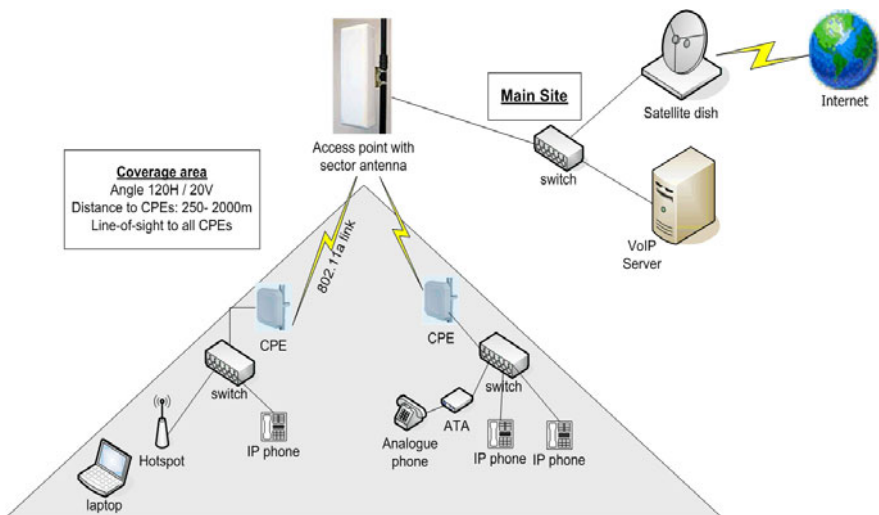 Main Site
Satellite dish
Internet
Access point with
sector antenna
switch
Coverage area
Angle 120H / 20V
Distance to CPEs: 250- 2000m
Line-of-sight to all CPEs
VoIP
Server
802.11a link
CPE
CPE
switch
switch
Hotspot
IP phone
Analogue
phone
ATA
IP phone
IP phone
laptop